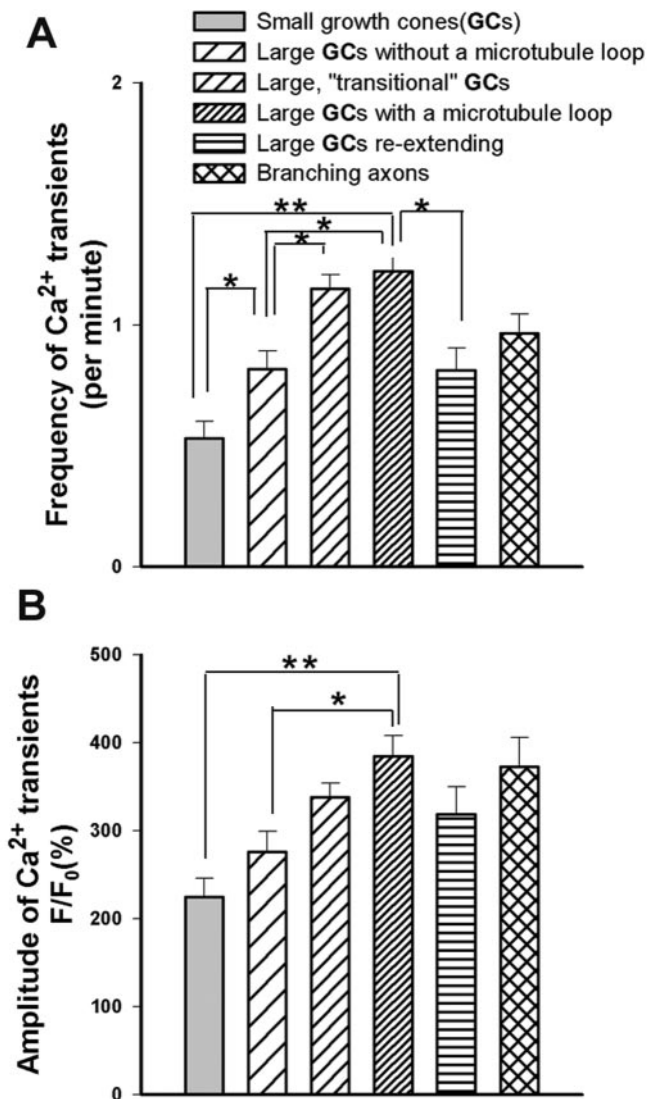 A
Small growth cones(GCs)
Large GCs without a microtubule loop
Large, "transitional" GCs
Large GCs with a microtubule loop
Large GCs re-extending
Branching axons
Frequency of Ca2+ transients
(per minute)
2
1
0
**
*
*
*
*
B
Amplitude of Ca2+ transients
F/F0(%)
500
400
300
200
100
0
**
*